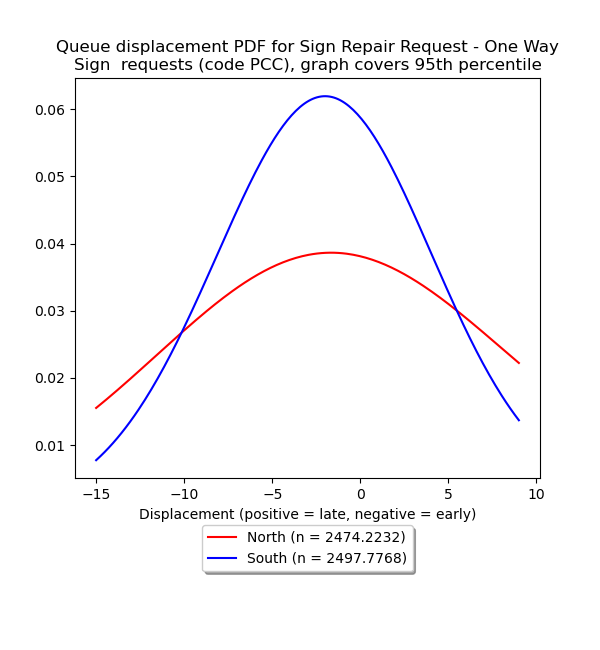 Queue displacement PDF for Sign Repair Request - One Way
Sign  requests (code PCC), graph covers 95th percentile
0.06
0.05
0.04
0.03
0.02
0.01
−15
−10
−5
0
5
10
Displacement (positive = late, negative = early)
North (n = 2474.2232)
South (n = 2497.7768)